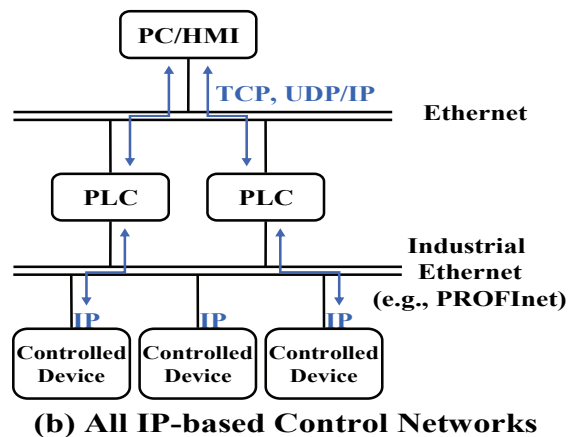 PC/HMI
TCP, UDP/IP
Ethernet
PLC PLC
Industrial
Ethernet
(e.g., PROFInet)
IP IP IP
Controlled Controlled Controlled
Device Device Device
(b) All IP-based Control Networks